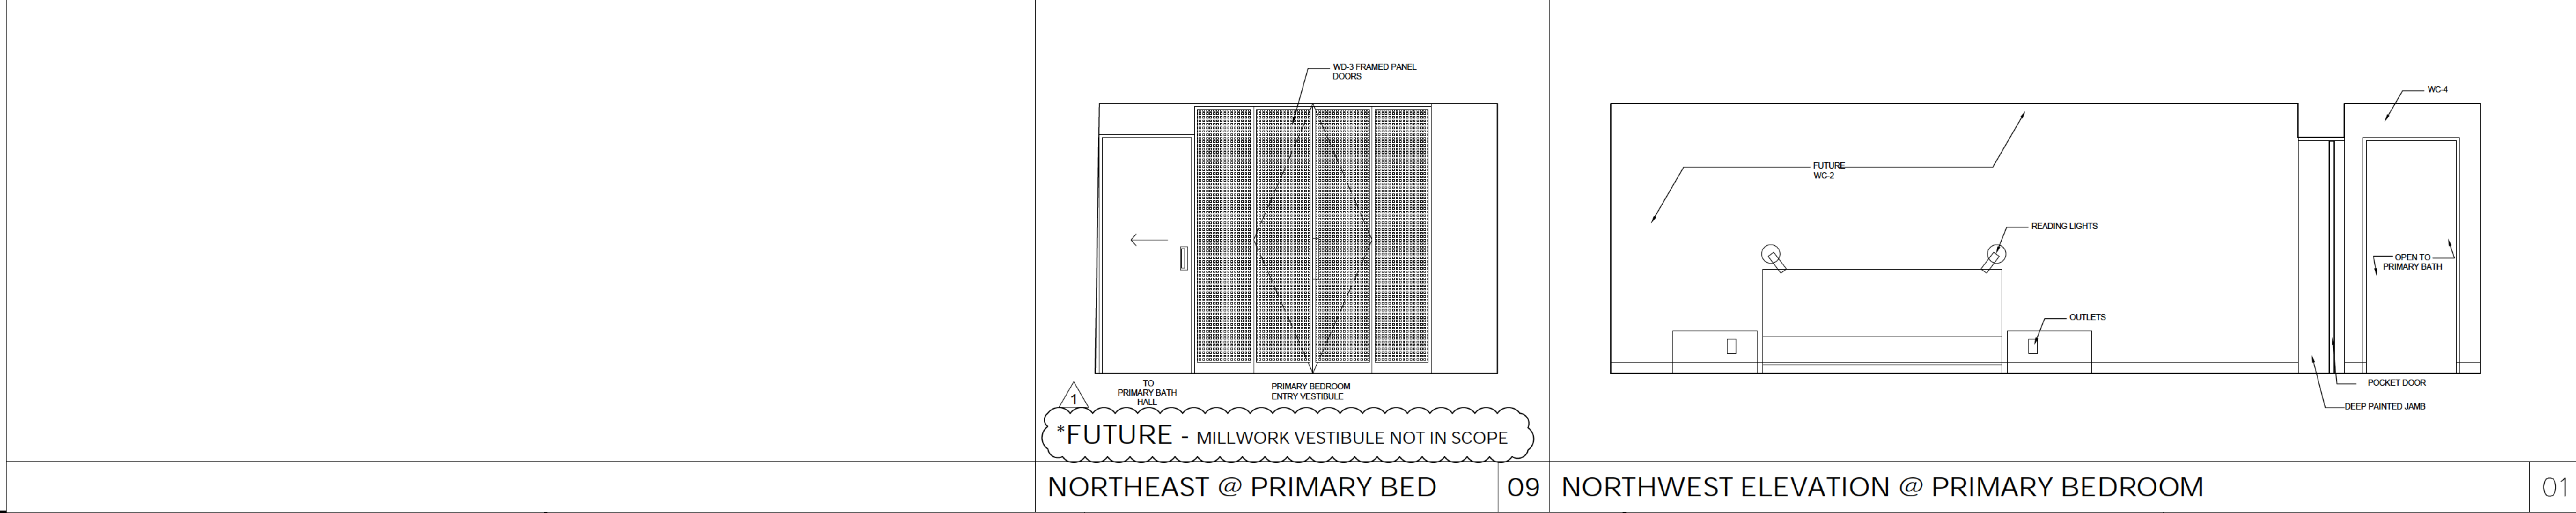 WD-3 FRAMED PANEL
DOORS
TO
PRIMARY BATH
HALL
PRIMARY BEDROOM
ENTRY VESTIBULE
1
*FUTURE - MILLWORK VESTIBULE NOT IN SCOPE
NORTHEAST @ PRIMARY BED
09
WC-4
FUTURE
WC-2
READING LIGHTS
OPEN TO
PRIMARY BATH
OUTLETS
POCKET DOOR
DEEP PAINTED JAMB
NORTHWEST ELEVATION @ PRIMARY BEDROOM
01